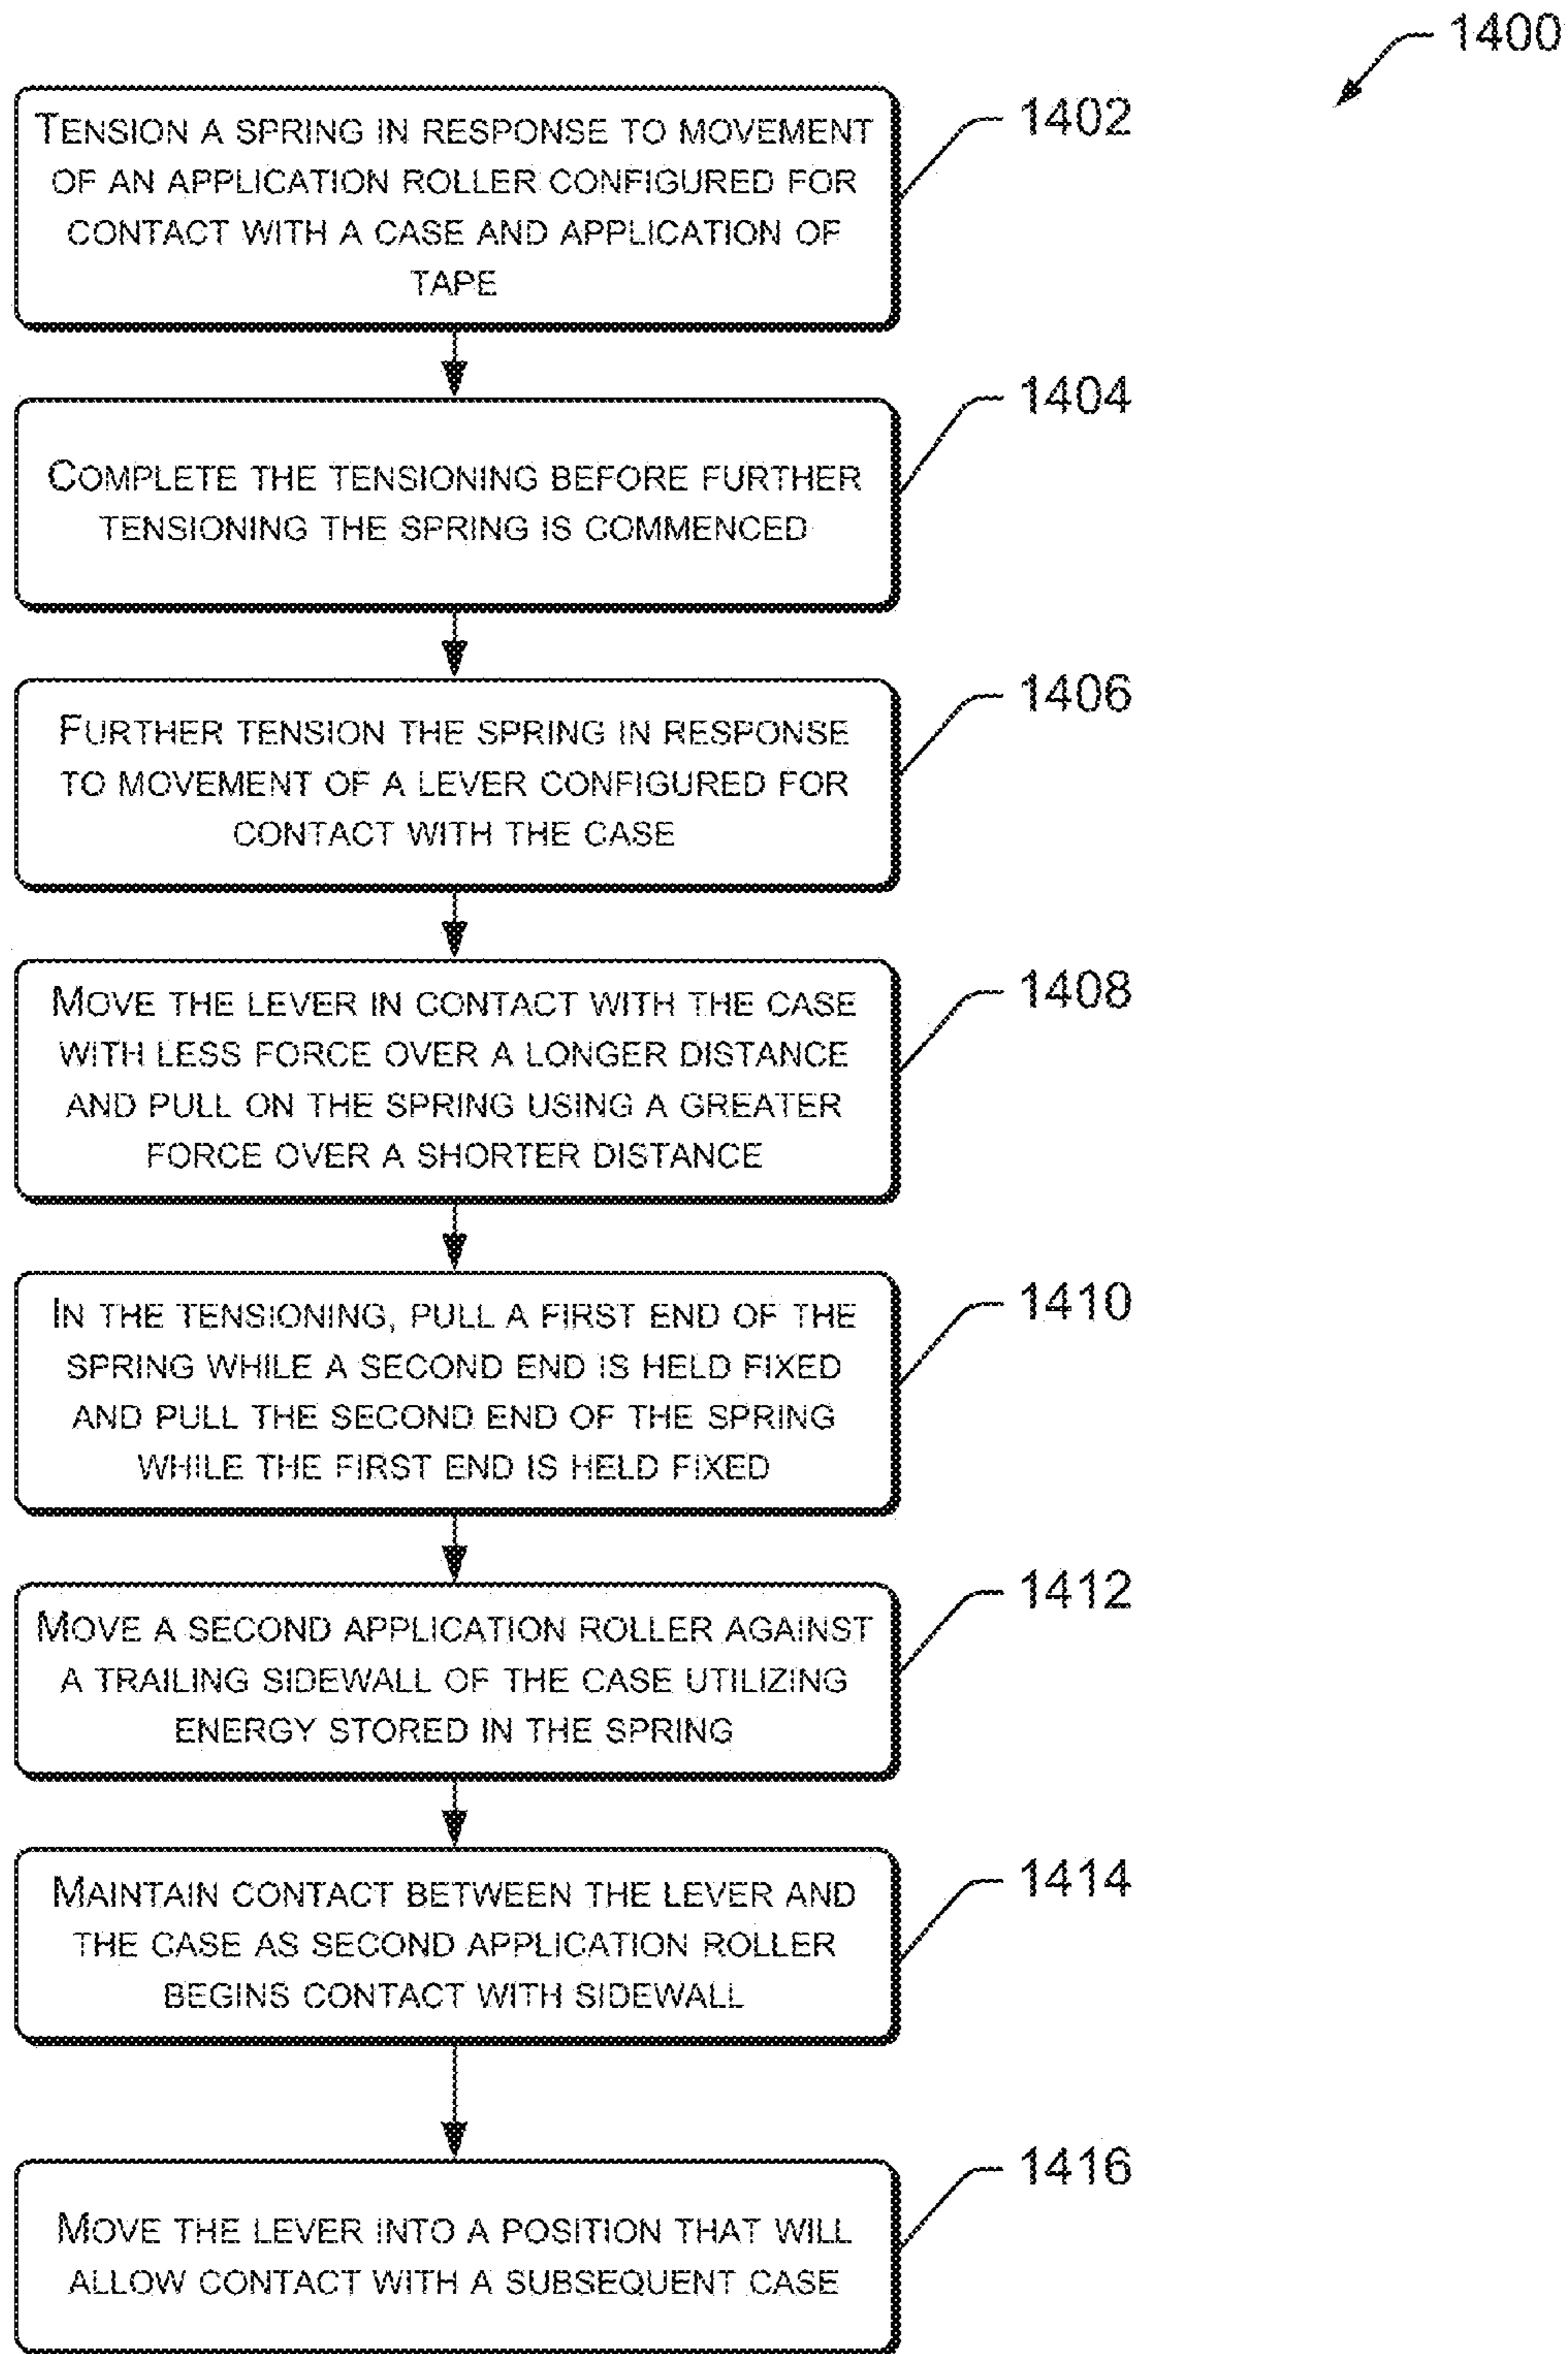 1400
TENSION A SPRING IN RESPONSE TO MOVEMENT
OF AN APPLICATION ROLLER CONFIGURED FOR
CONTACT WITH A CASE AND APPLICATION OF
TAPE
1402
COMPLETE THE TENSIONING BEFORE FURTHER
TENSIONING THE SPRING IS COMMENCED
1404
FURTHER TENSION THE SPRING IN RESPONSE
TO MOVEMENT OF A LEVER CONFIGURED FOR
CONTACT WITH THE CASE
1406
MOVE THE LEVER IN CONTACT WITH THE CASE
WITH LESS FORCE OVER A LONGER DISTANCE
AND PULL ON THE SPRING USING A GREATER
FORCE OVER A SHORTER DISTANCE
1408
IN THE TENSIONING, PULL A FIRST END OF THE
SPRING WHILE A SECOND END IS HELD FIXED
AND PULL THE SECOND END OF THE SPRING
WHILE THE FIRST END IS HELD FIXED
1410
MOVE A SECOND APPLICATION ROLLER AGAINST
A TRAILING SIDEWALL OF THE CASE UTILIZING
ENERGY STORED IN THE SPRING
1412
MAINTAIN CONTACT BETWEEN THE LEVER AND
THE CASE AS SECOND APPLICATION ROLLER
BEGINS CONTACT WITH SIDEWALL
1414
MOVE THE LEVER INTO A POSITION THAT WILL
ALLOW CONTACT WITH A SUBSEQUENT CASE
1416